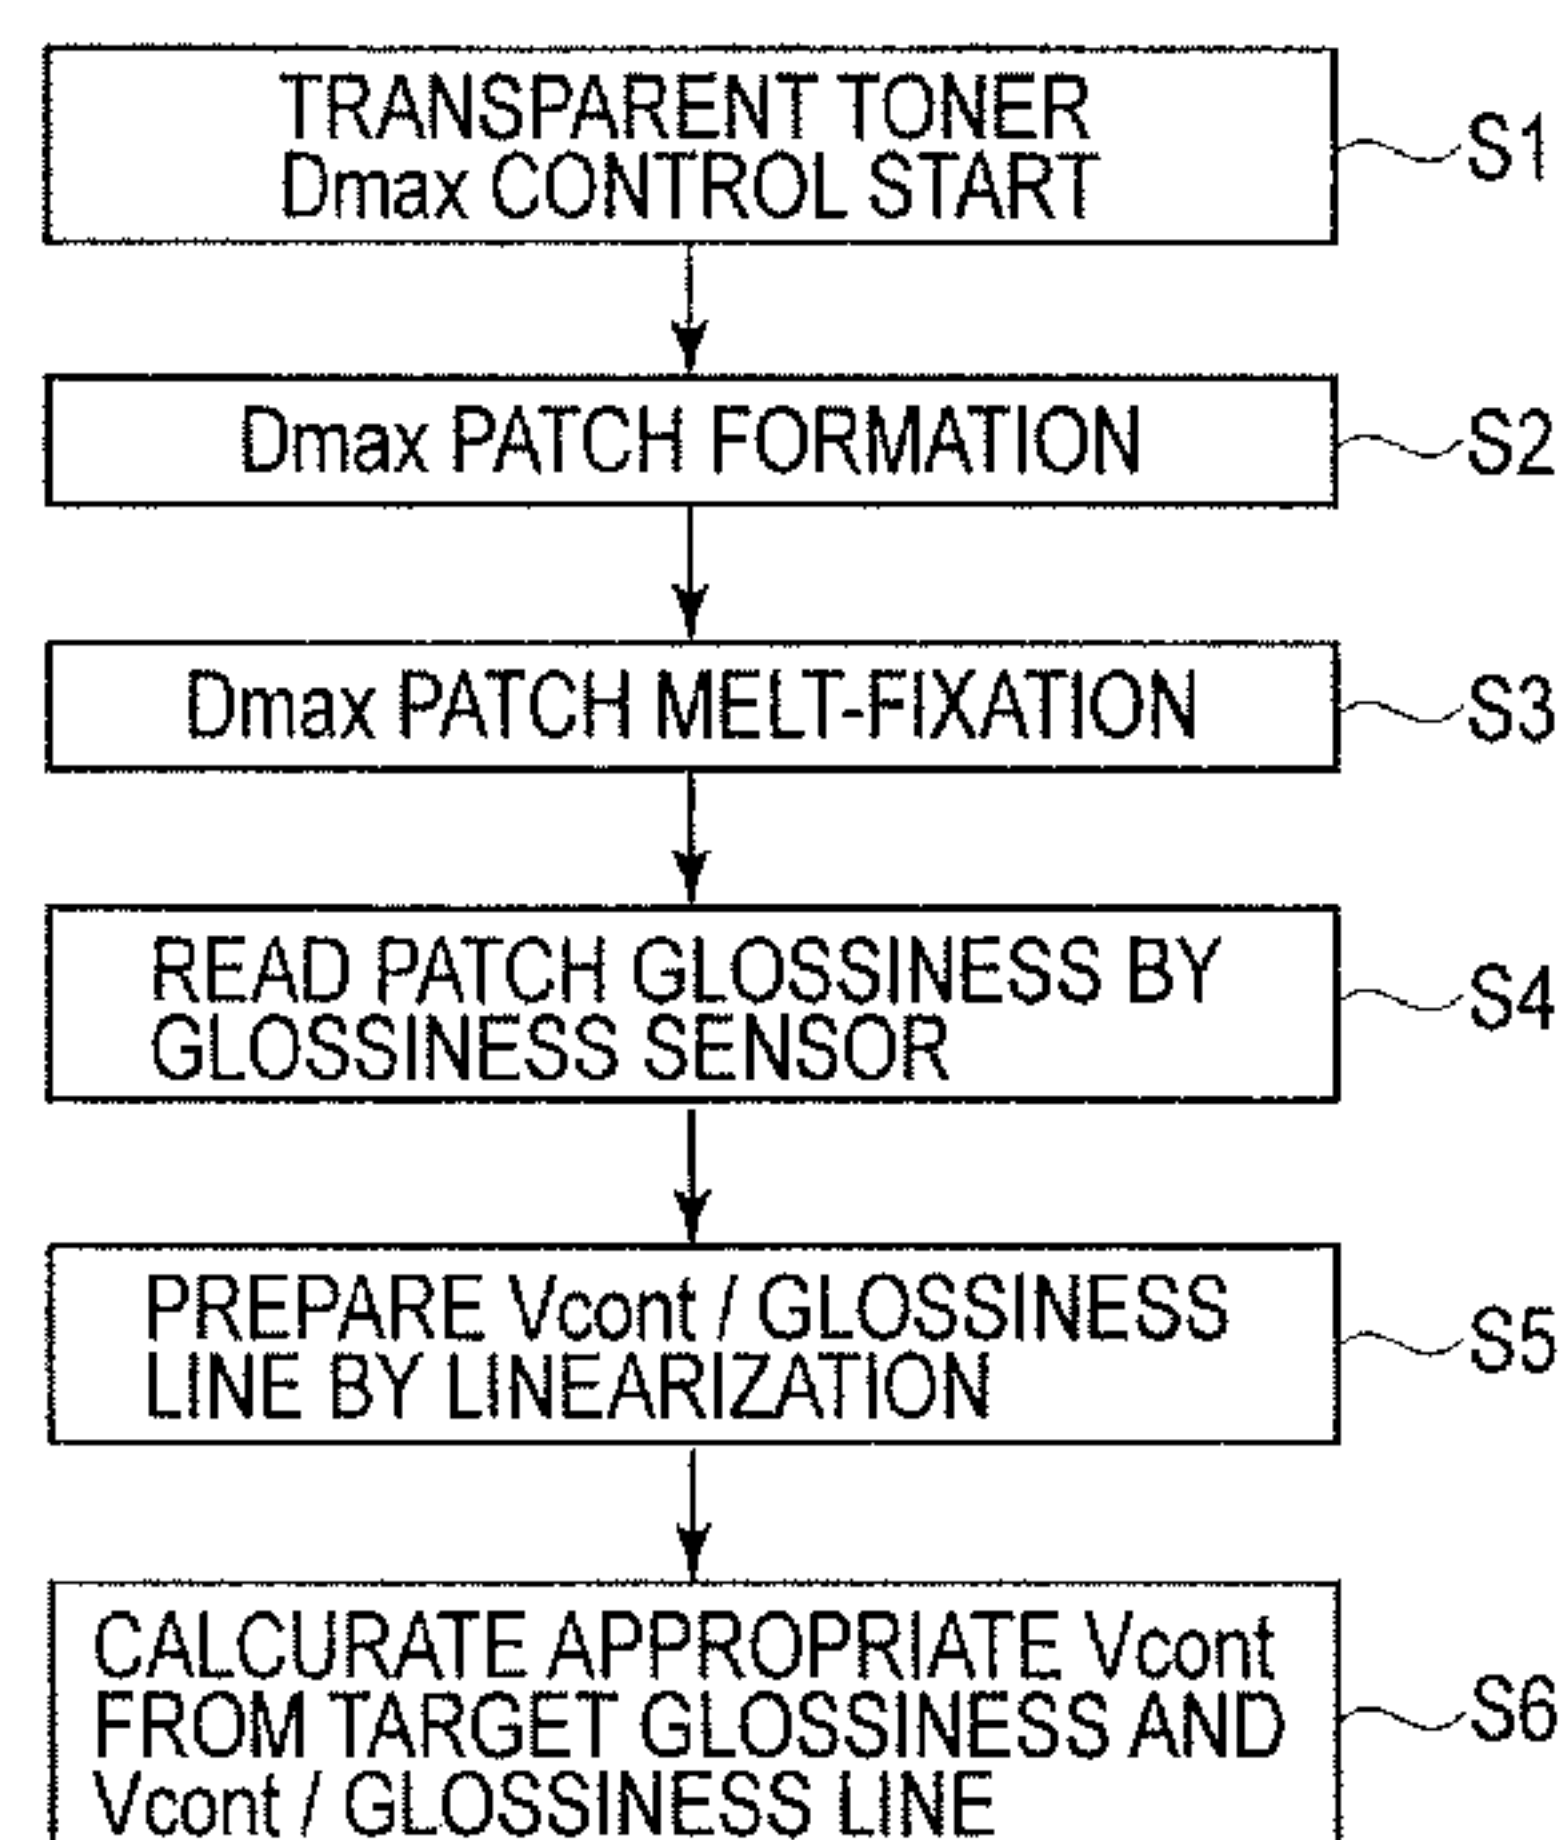 TRANSPARENT TONER
Dmax CONTROL START
S1
Dmax PATCH FORMATION
S2
Dmax PATCH MELT-FIXATION
S3
READ PATCH GLOSSINESS BY
GLOSSINESS SENSOR
S4
PREPARE Vcont / GLOSSINESS
LINE BY LINEARIZATION
S5
CALCURATE APPROPRIATE Vcont
FROM TARGET GLOSSINESS AND
Vcont / GLOSSINESS LINE
S6